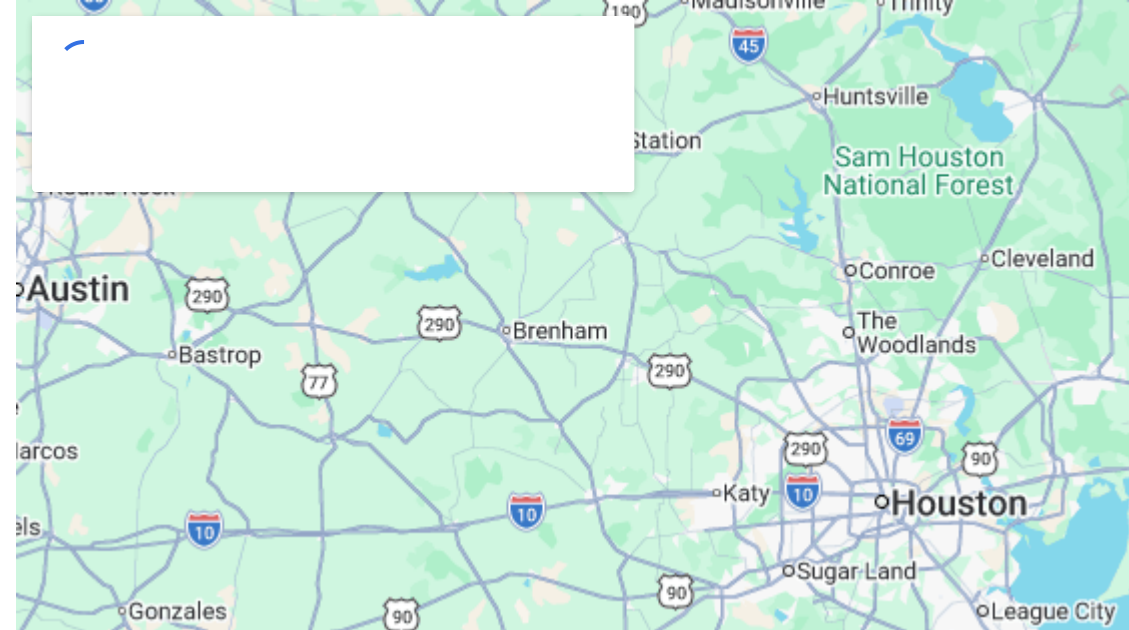 190
Madisonville
Trinity
45
Huntsville
Station
Sam Houston
National Forest
Round Rock
Cleveland
Conroe
Austin
290
290
Brenham
The
Woodlands
Bastrop
77
290
69
290
90
arcos
Katy
10
Houston
10
10
els
Sugar Land
90
Gonzales
90
League City